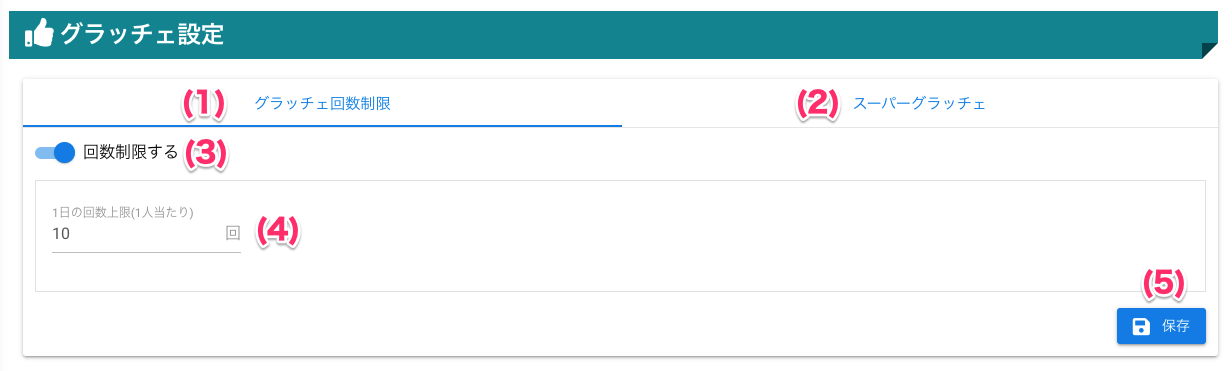 グラッチェ設定
(1) グラッチェ回数制限
(2) スーパーグラッチェ
回数制限する (3)
1日の回数上限(1人当たり)
10 回 (4)
(5)
保存